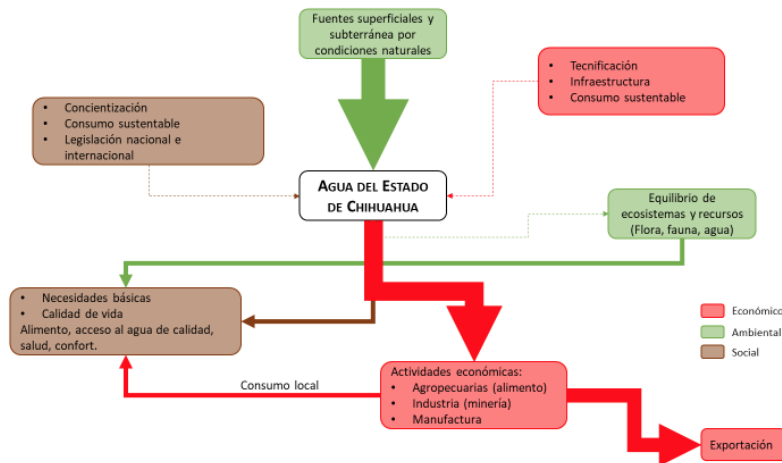 Fuentes superficiales y
subterránea por
condiciones naturales
• Tecnificación
• Infraestructura
• Consumo sustentable
• Concientización
• Consumo sustentable
• Legislación nacional e
internacional
AGUA DEL ESTADO
DE CHIHUAHUA
Equilibrio de
ecosistemas y recursos
(Flora, fauna, agua)
• Necesidades básicas
• Calidad de vida
Alimento, acceso al agua de calidad,
salud, confort.
Económico
Ambiental
Social
Consumo local
Actividades económicas:
• Agropecuarias (alimento)
• Industria (minería)
• Manufactura
Exportación